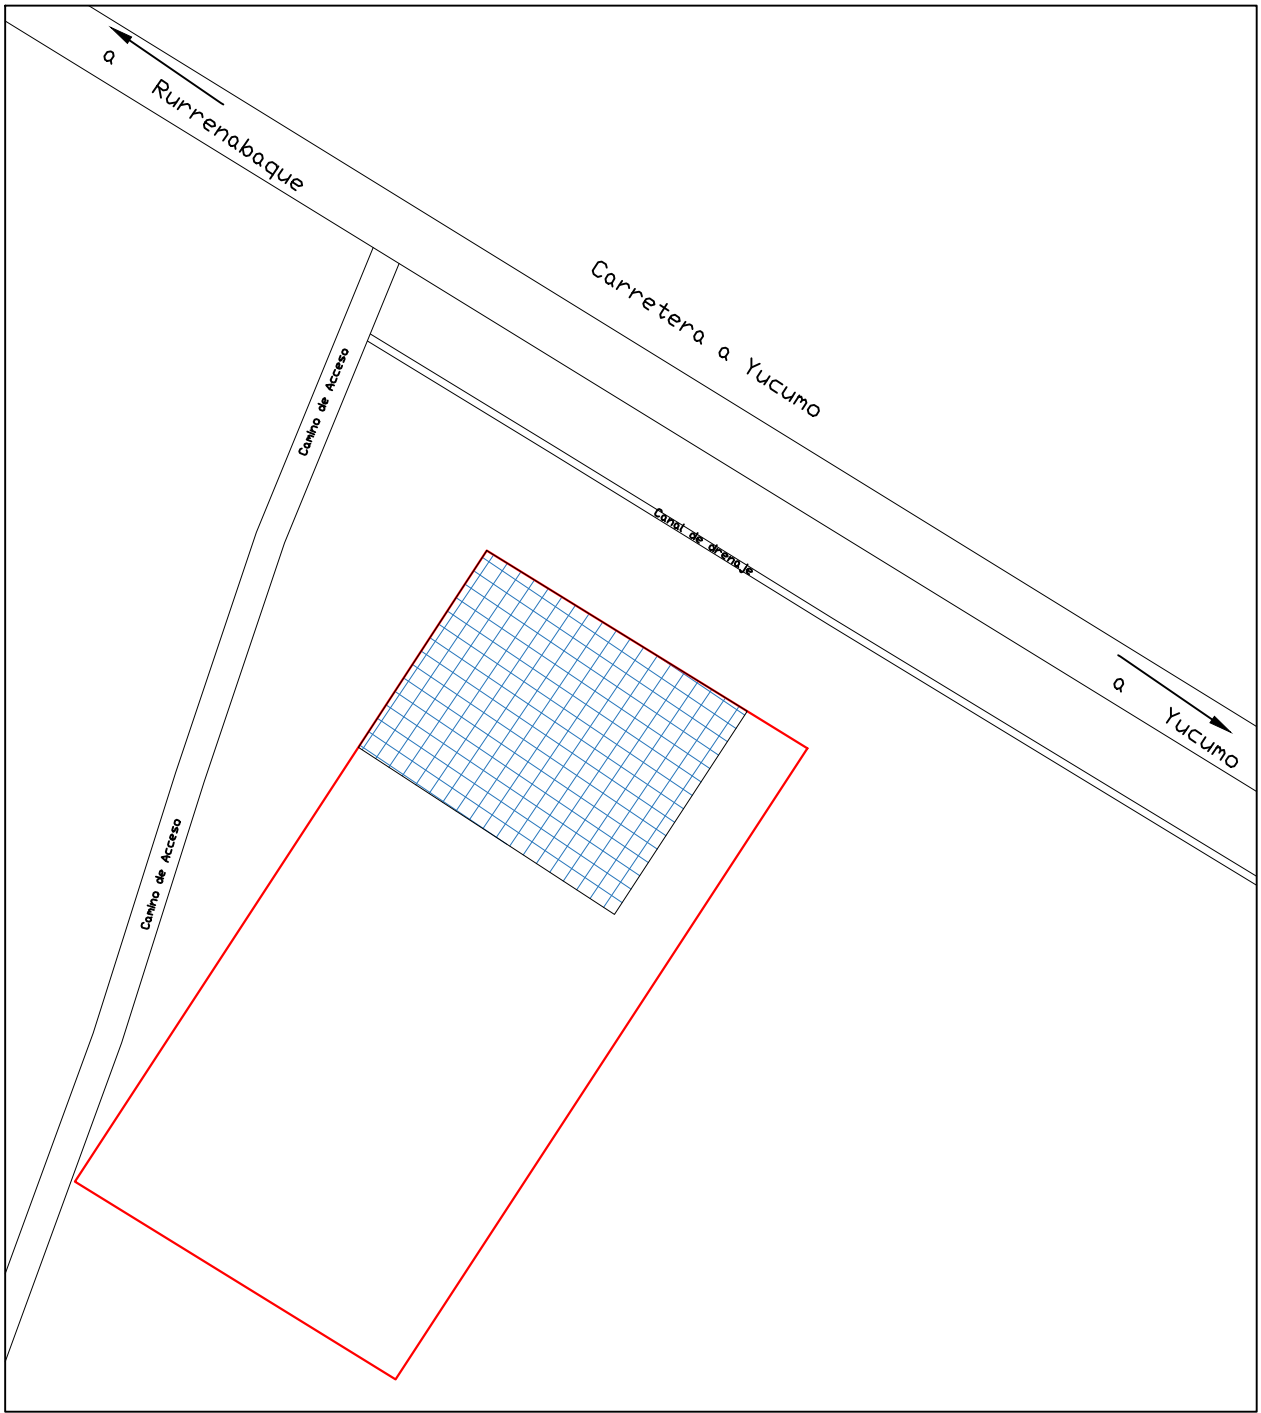 a Rurrenabaque
Carretera a Yucumo
Camino de Acceso
Canal de drenaje
a Yucumo
Camino de Acceso